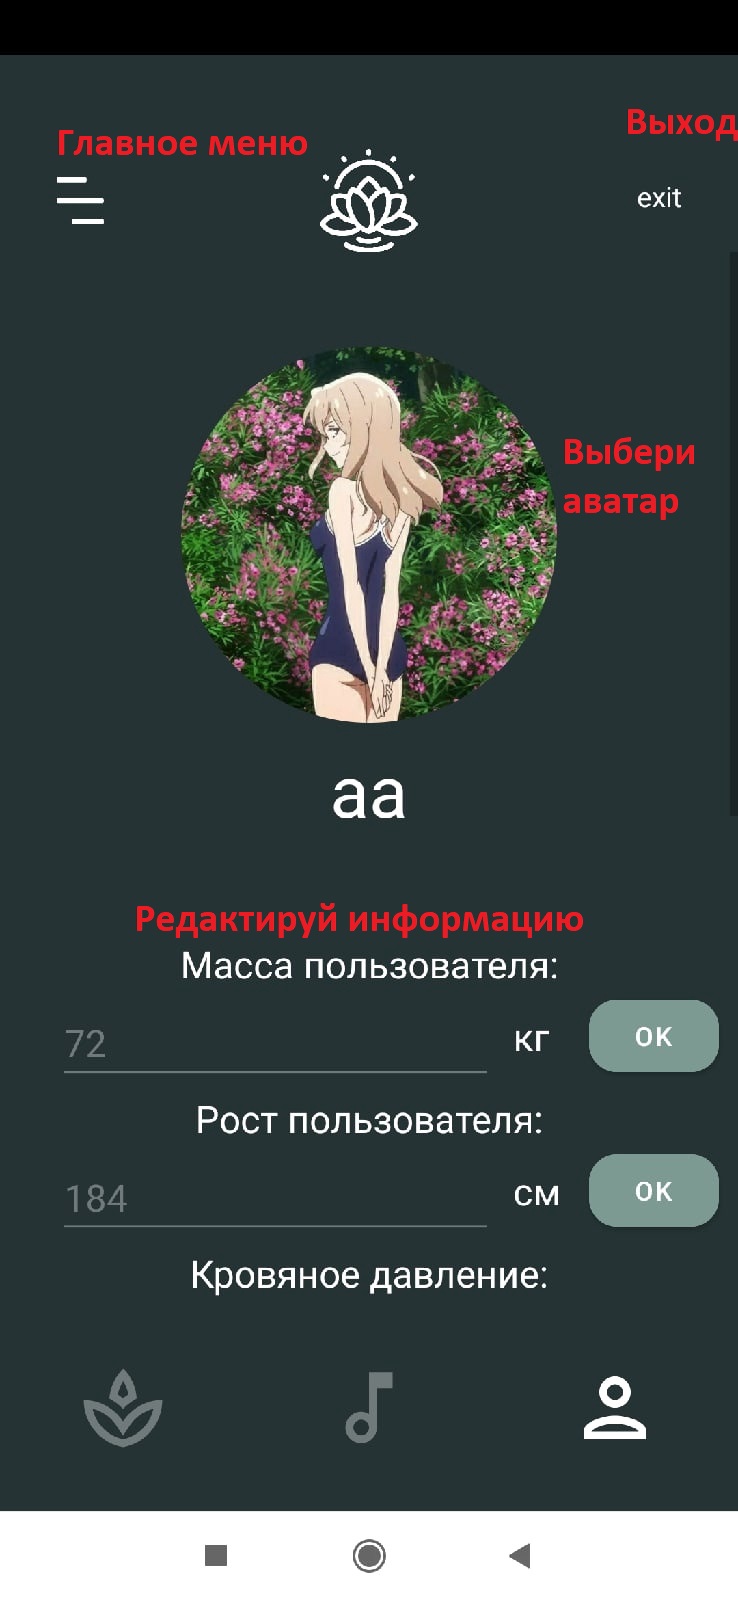 Главное меню
Выход
exit
Выбери
аватар
aa
Редактируй информацию
Масса пользователя:
72
кг
OK
Рост пользователя:
184
см
OK
Кровяное давление: